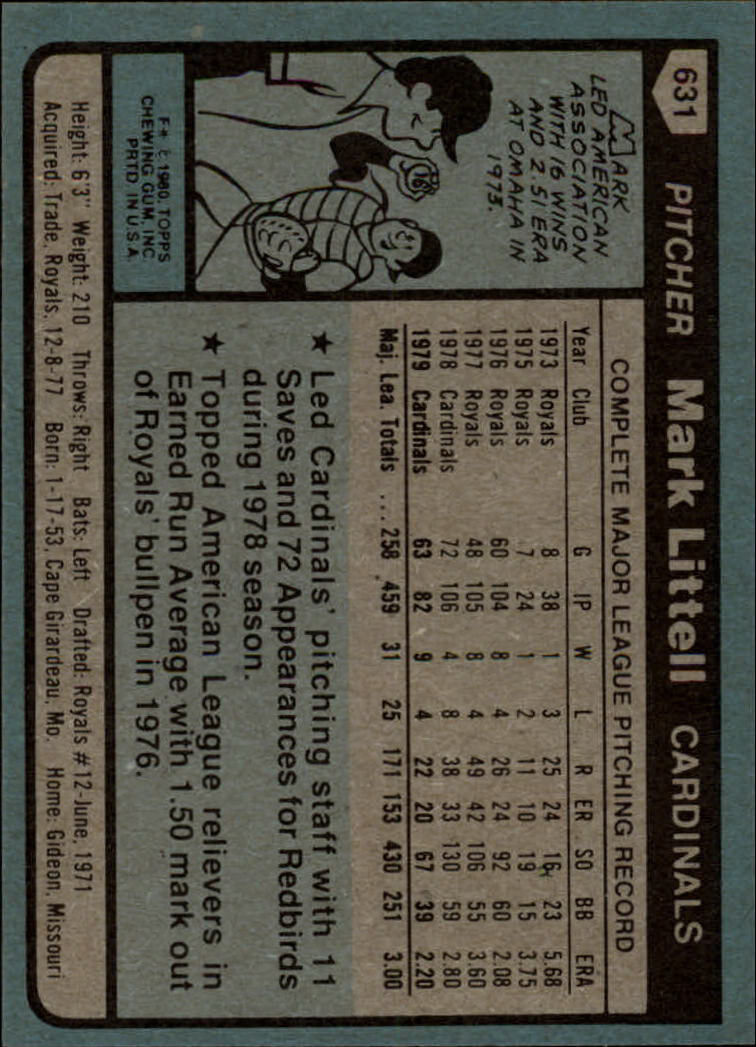 631 PITCHER Mark Littell CARDINALS
MARK
LED AMERICAN
ASSOCIATION
WITH 16 WINS
AND 2.51 ERA
AT OMAHA IN
1973.
16
F* © 1980 TOPPS
CHEWING GUM, INC.
PRTD. IN U.S.A.
COMPLETE MAJOR LEAGUE PITCHING RECORD
Year Club G IP W L R ER SO BB ERA
1973 Royals 8 38 1 3 25 24 16 23 5.68
1975 Royals 7 24 1 2 11 10 19 15 3.75
1976 Royals 60 104 8 4 26 24 92 60 2.08
1977 Royals 48 105 8 4 49 42 106 55 3.60
1978 Cardinals 72 106 4 8 38 33 130 59 2.80
1979 Cardinals 63 82 9 4 22 20 67 39 2.20
Maj. Lea. Totals ... 258 459 31 25 171 153 430 251 3.00
★ Led Cardinals' pitching staff with 11
Saves and 72 Appearances for Redbirds
during 1978 season.
★ Topped American League relievers in
Earned Run Average with 1.50 mark out
of Royals' bullpen in 1976.
Height: 6'3" Weight: 210 Throws: Right Bats: Left Drafted: Royals #12-June, 1971
Acquired: Trade, Royals, 12-8-77 Born: 1-17-53, Cape Girardeau, Mo. Home: Gideon, Missouri